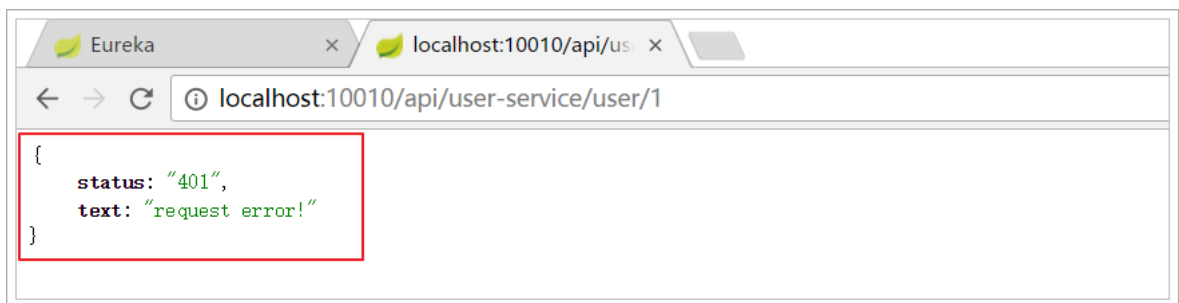 Eureka
localhost:10010/api/us
localhost:10010/api/user-service/user/1
{
status: "401",
text: "request error!"
}